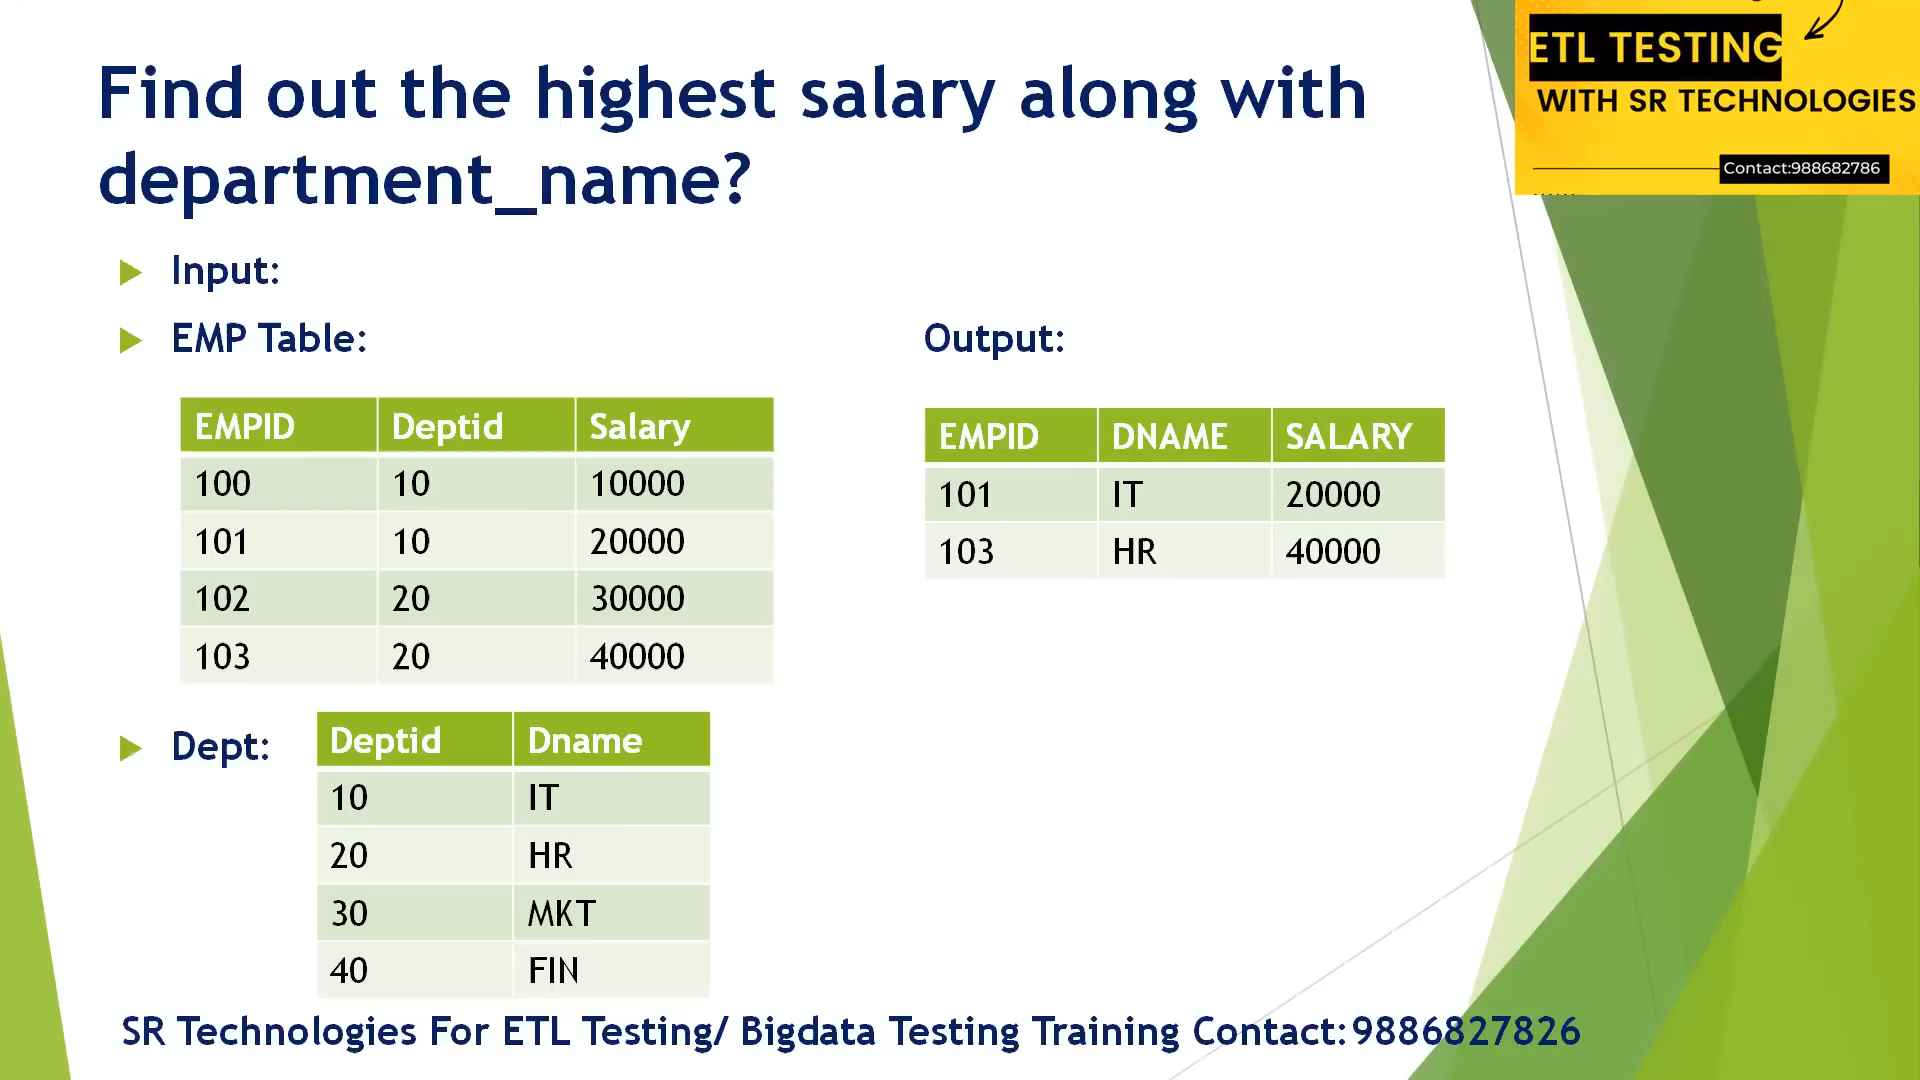 Find out the highest salary along with
department_name?
ETL TESTING
WITH SR TECHNOLOGIES
Contact:988682786
Input:
EMP Table:
EMPID Deptid Salary
100 10 10000
101 10 20000
102 20 30000
103 20 40000
Output:
EMPID DNAME SALARY
101 IT 20000
103 HR 40000
Dept:
Deptid Dname
10 IT
20 HR
30 MKT
40 FIN
SR Technologies For ETL Testing/ Bigdata Testing Training Contact:9886827826